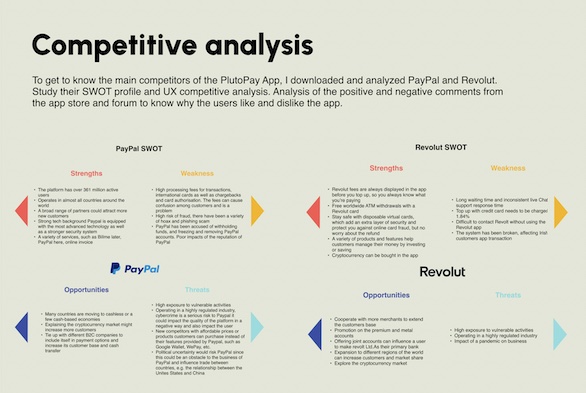 Competitive analysis
To get to know the main competitors of the PlutoPay App, I downloaded and analyzed PayPal and Revolut.
Study their SWOT profile and UX competitive analysis. Analysis of the positive and negative comments from
the app store and forum to know why the users like and dislike the app.
PayPal SWOT
Strengths
• The platform has over 361 million active
users
• Operates in almost all countries around the
world
• A broad range of partners could attract more
new customers
• Strong tech background Paypal is equipped
with the most advanced technology as well
as a stronger security system
• A variety of services, such as Billme later,
PayPal here, online invoice
Weakness
• High processing fees for transactions,
international cards as well as chargebacks
and card authorisation. The fees can cause
confusion among customers and is a
problem
• High risk of fraud, there have been a variety
of hoax and phishing scam
• PayPal has been accused of withholding
funds, and freezing and removing PayPal
accounts. Poor impacts of the reputation of
PayPal
PayPal
Opportunities
• Many countries are moving to cashless or a
few cash-based economies
• Explaining the cryptocurrency market might
increase more customers
• Tie up with different B2C companies to
include itself in payment options and
increase its customer base and cash
transfer
Threats
• High exposure to vulnerable activities
• Operating in a highly regulated industry,
cybercrime is a serious risk to Paypal it
could impact the quality of the platform in a
negative way and also impact the user
• New competitors with affordable prices or
products customers can purchase instead of
their features provided by Paypal, such as
Google Wallet, WePay, etc.
• Political uncertainty would risk PayPal since
this could be an obstacle to the business of
PayPal and influence trade between
countries, e.g. the relationship between the
Unites States and China
Revolut SWOT
Strengths
• Revolut fees are always displayed in the app
before you top up, so you always know what
you're paying
• Free worldwide ATM withdrawals with a
Revolut card
• Stay safe with disposable virtual cards,
which add an extra layer of security and
protect you against online card fraud, but no
worry about the refund
• A variety of products and features help
customers manage their money by investing
or saving
• Cryptocurrency can be bought in the app
Weakness
• Long waiting time and inconsistent live Chat
support response time
• Top up with credit card needs to be charged
1.84%
• Difficult to contact Revolut without using the
Revolut app
• The system has been broken, affecting Irish
customers app transaction
Revolut
Opportunities
• Cooperate with more merchants to extend
the customers base
• Promotion on the premium and metal
accounts
• Offering joint accounts can influence a user
to make revolt Ltd.As their primary bank
• Expansion to different regions of the world
can increase customers and market share
• Explore the cryptocurrency market
Threats
• High exposure to vulnerable activities
• Operating in a highly regulated industry
• Impact of a pandemic on business